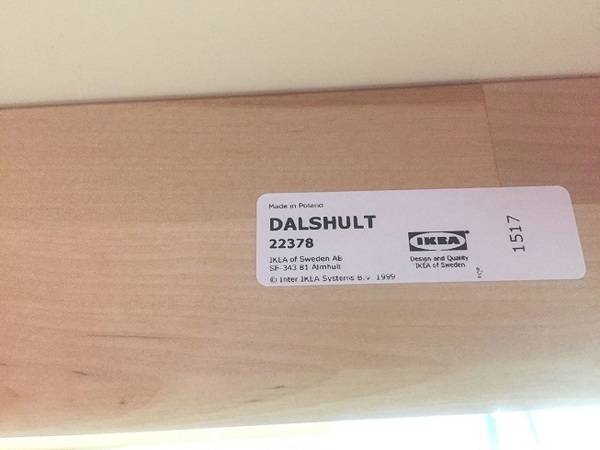 Made in Poland
DALSHULT
22378
IKEA of Sweden AB
SE-343 81 Älmhult
© Inter IKEA Systems B.V. 1999
IKEA
Design and Quality
IKEA of Sweden
1517